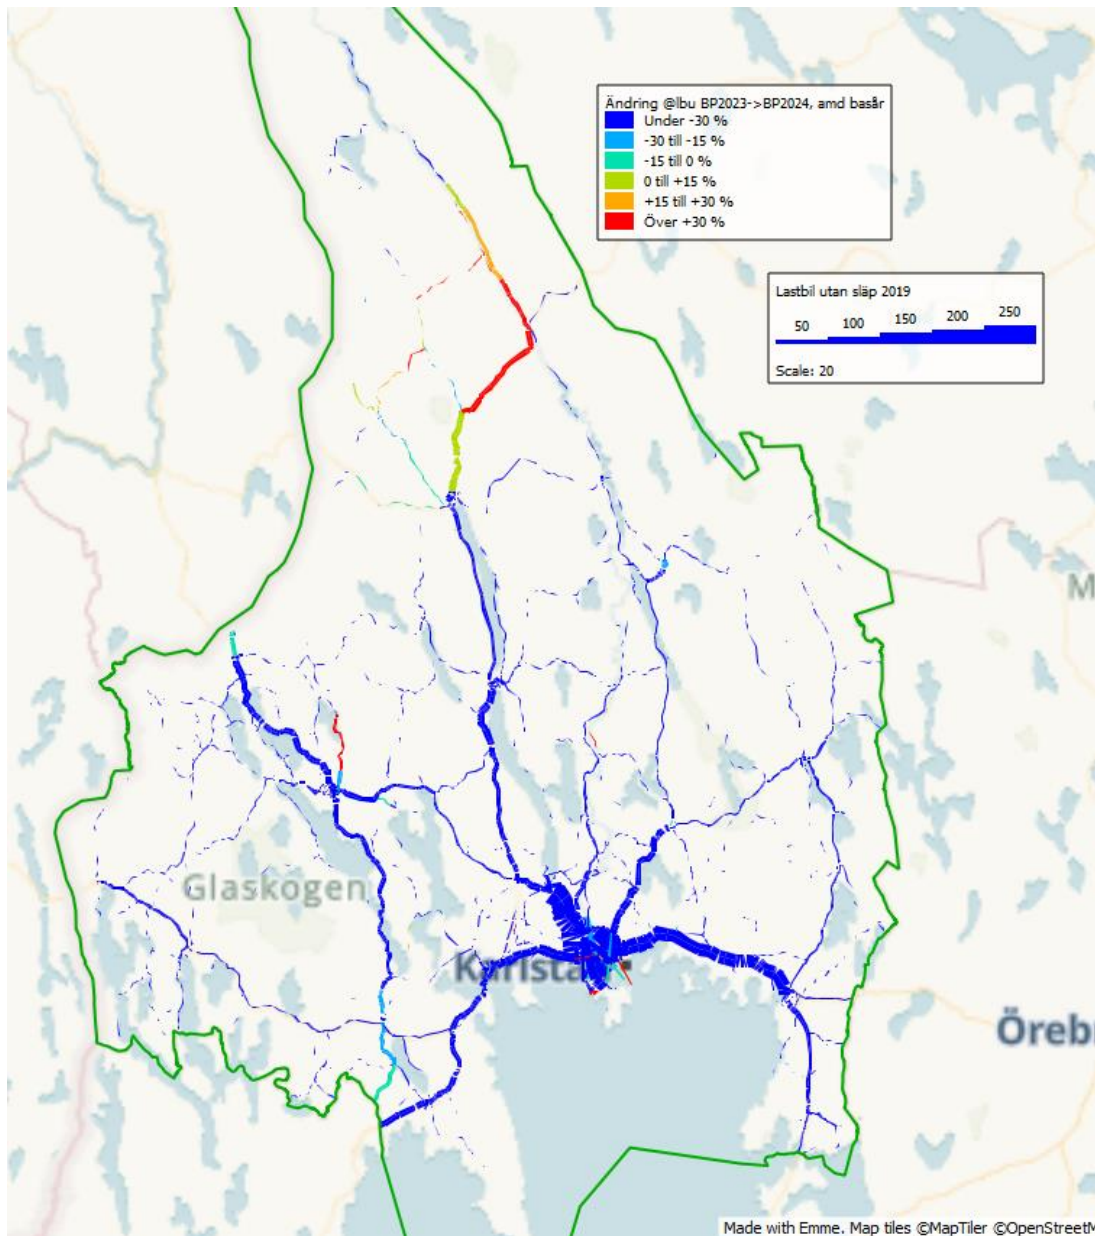 Ändring @lbu BP2023->BP2024, amd basår
Under -30 %
-30 till -15 %
-15 till 0 %
0 till +15 %
+15 till +30 %
Över +30 %
Lastbil utan släp 2019
50 100 150 200 250
Scale: 20
M
Glaskogen
Karlsta
Örebr
Made with Emme. Map tiles ©MapTiler ©OpenStreetM